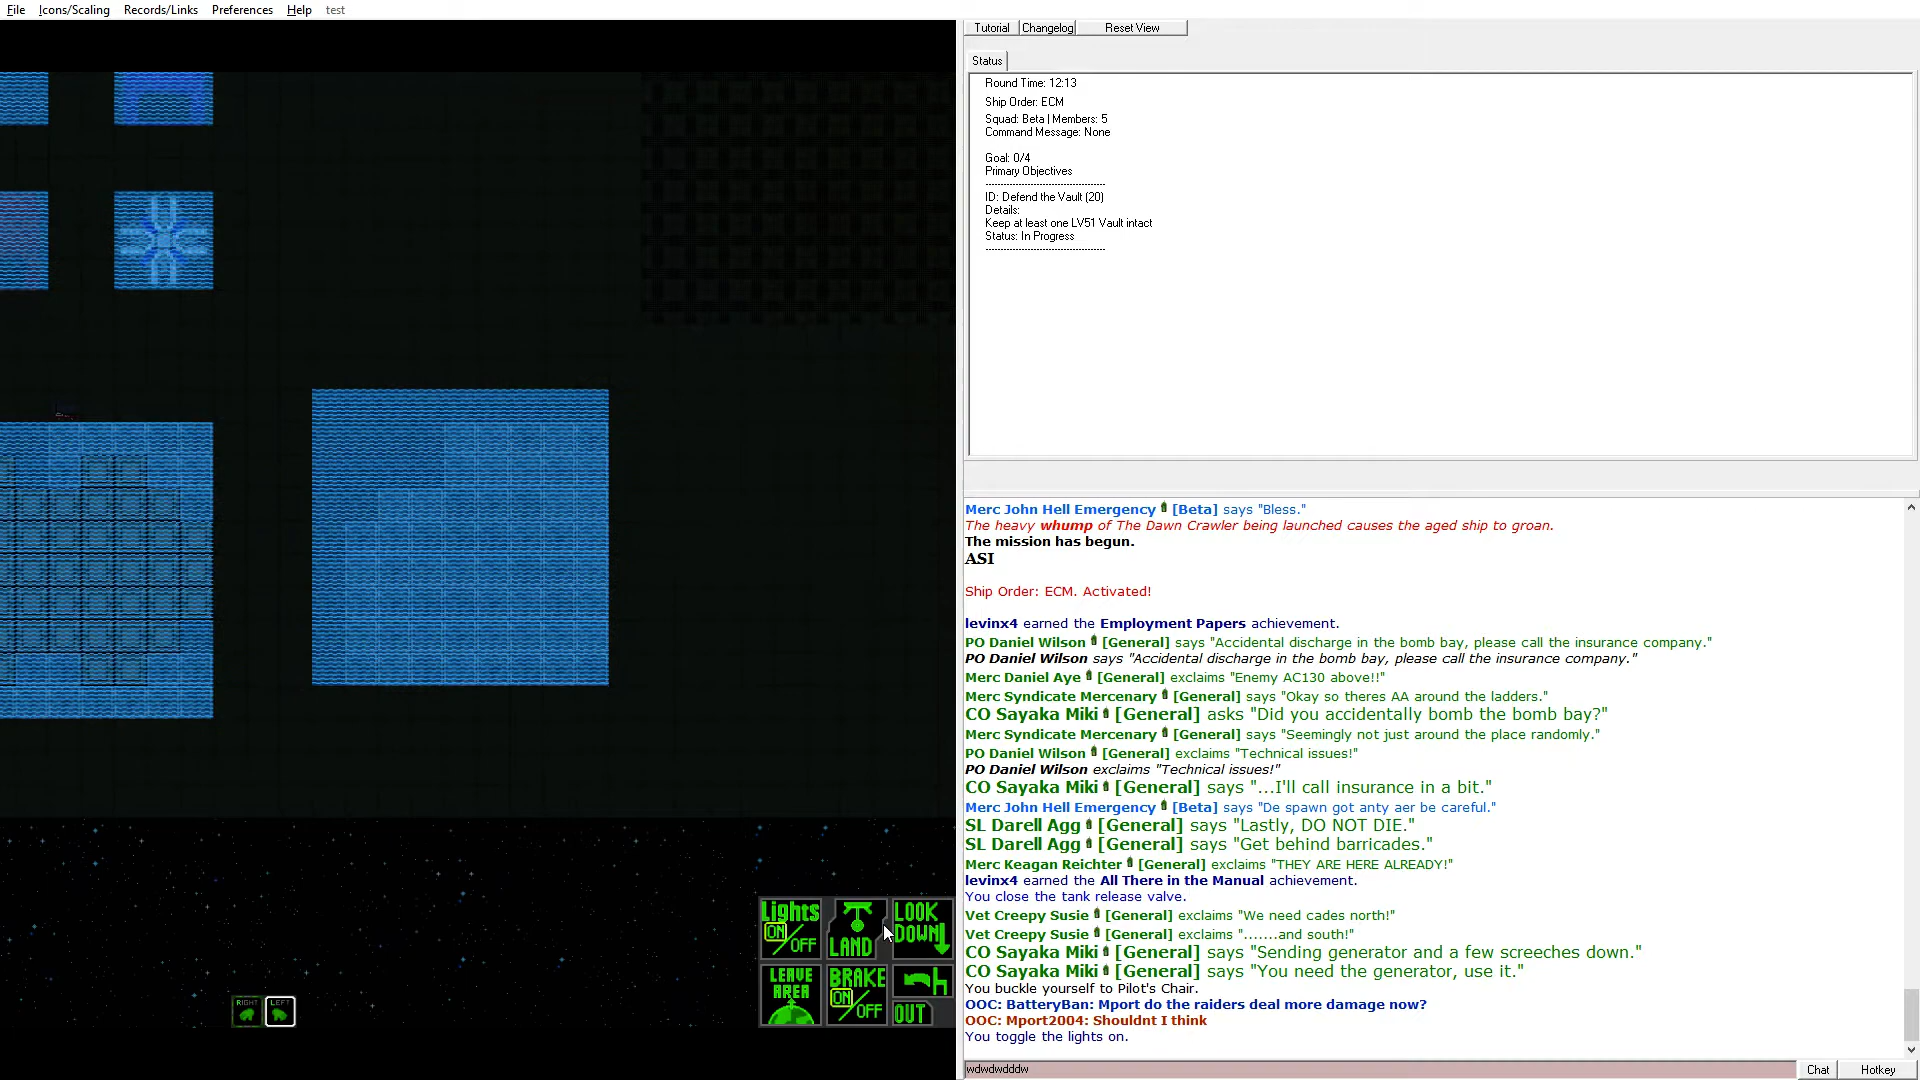 File Icons/Scaling Records/Links Preferences Help test
Tutorial Changelog Reset View
Status
Round Time: 12:13
Ship Order: ECM
Squad: Beta | Members: 5
Command Message: None
Goal: 0/4
Primary Objectives
----------------------------------------
ID: Defend the Vault (20)
Details:
Keep at least one LV51 Vault intact
Status: In Progress
----------------------------------------
Merc John Hell Emergency [Beta] says "Bless."
The heavy whump of The Dawn Crawler being launched causes the aged ship to groan.
The mission has begun.
ASI
Ship Order: ECM. Activated!
levinx4 earned the Employment Papers achievement.
PO Daniel Wilson [General] says "Accidental discharge in the bomb bay, please call the insurance company."
PO Daniel Wilson says "Accidental discharge in the bomb bay, please call the insurance company."
Merc Daniel Aye [General] exclaims "Enemy AC130 above!!"
Merc Syndicate Mercenary [General] says "Okay so theres AA around the ladders."
CO Sayaka Miki [General] asks "Did you accidentally bomb the bomb bay?"
Merc Syndicate Mercenary [General] says "Seemingly not just around the place randomly."
PO Daniel Wilson [General] exclaims "Technical issues!"
PO Daniel Wilson exclaims "Technical issues!"
CO Sayaka Miki [General] says "...I'll call insurance in a bit."
Merc John Hell Emergency [Beta] says "De spawn got anty aer be careful."
SL Darell Agg [General] says "Lastly, DO NOT DIE."
SL Darell Agg [General] says "Get behind barricades."
Merc Keagan Reichter [General] exclaims "THEY ARE HERE ALREADY!"
levinx4 earned the All There in the Manual achievement.
You close the tank release valve.
Vet Creepy Susie [General] exclaims "We need cades north!"
Vet Creepy Susie [General] exclaims ".......and south!"
CO Sayaka Miki [General] says "Sending generator and a few screeches down."
CO Sayaka Miki [General] says "You need the generator, use it."
You buckle yourself to Pilot's Chair.
OOC: BatteryBan: Mport do the raiders deal more damage now?
OOC: Mport2004: Shouldnt I think
You toggle the lights on.
wdwdwdddw Chat Hotkey
Lights ON/OFF
LAND
LOOK DOWN
LEAVE AREA
BRAKE ON/OFF
OUT
RIGHT LEFT